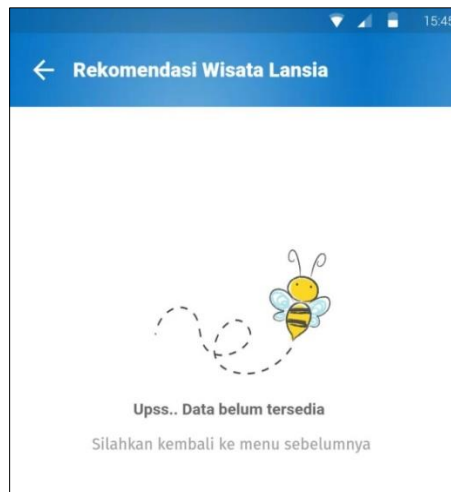 15:45
Rekomendasi Wisata Lansia
Upss.. Data belum tersedia
Silahkan kembali ke menu sebelumnya